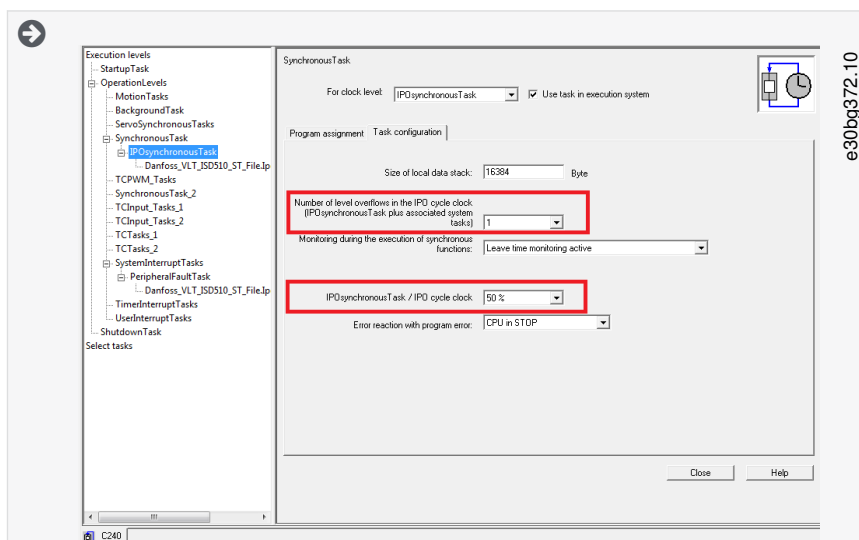 Execution levels
StartupTask
OperationLevels
MotionTasks
BackgroundTask
ServoSynchronousTasks
SynchronousTask
IPOsynchronousTask
Danfoss_VLT_ISD510_ST_File.Ip
TCPWM_Tasks
SynchronousTask_2
TCInput_Tasks_1
TCInput_Tasks_2
TCTasks_1
TCTasks_2
SystemInterruptTasks
PeripheralFaultTask
Danfoss_VLT_ISD510_ST_File.Ip
TimerInterruptTasks
UserInterruptTasks
ShutdownTask
Select tasks
SynchronousTask
For clock level: IPOsynchronousTask Use task in execution system
Program assignment Task configuration
Size of local data stack: 16384 Byte
Number of level overflows in the IPO cycle clock
(IPOsynchronousTask plus associated system
tasks) 1
Monitoring during the execution of synchronous
functions: Leave time monitoring active
IPOsynchronousTask / IPO cycle clock 50 %
Error reaction with program error: CPU in STOP
Close Help
C240
e30bg372.10